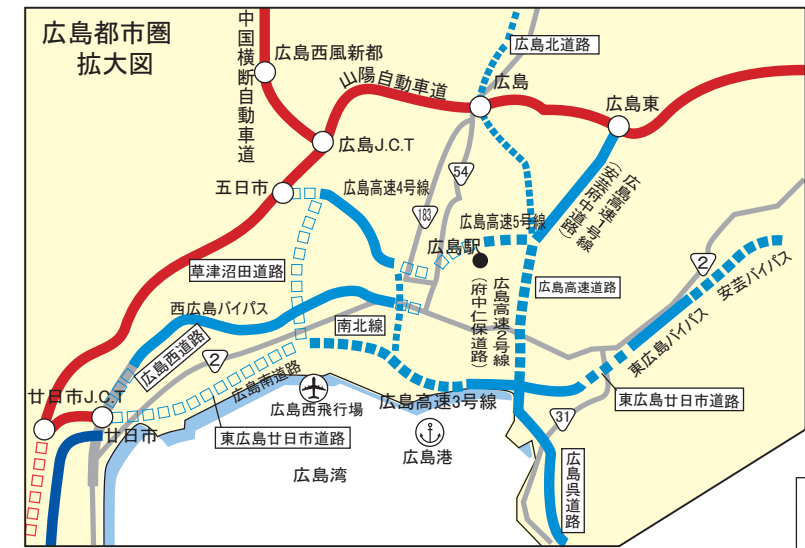 広島都市圏
拡大図
中国横断自動車道
広島西風新都
山陽自動車道
広島北道路
広島
広島東
広島J.C.T
54
五日市
広島高速4号線
183
広島高速5号線
広島高速1号線
(安芸府中道路)
広島駅
2
草津沼田道路
広島高速道路
安芸バイパス
西広島バイパス
南北線
広島高速2号線
(府中仁保道路)
東広島バイパス
広島西道路
2
広島南道路
廿日市J.C.T
廿日市
広島西飛行場
広島高速3号線
東広島廿日市道路
東広島廿日市道路
31
広島港
広島湾
広島呉道路